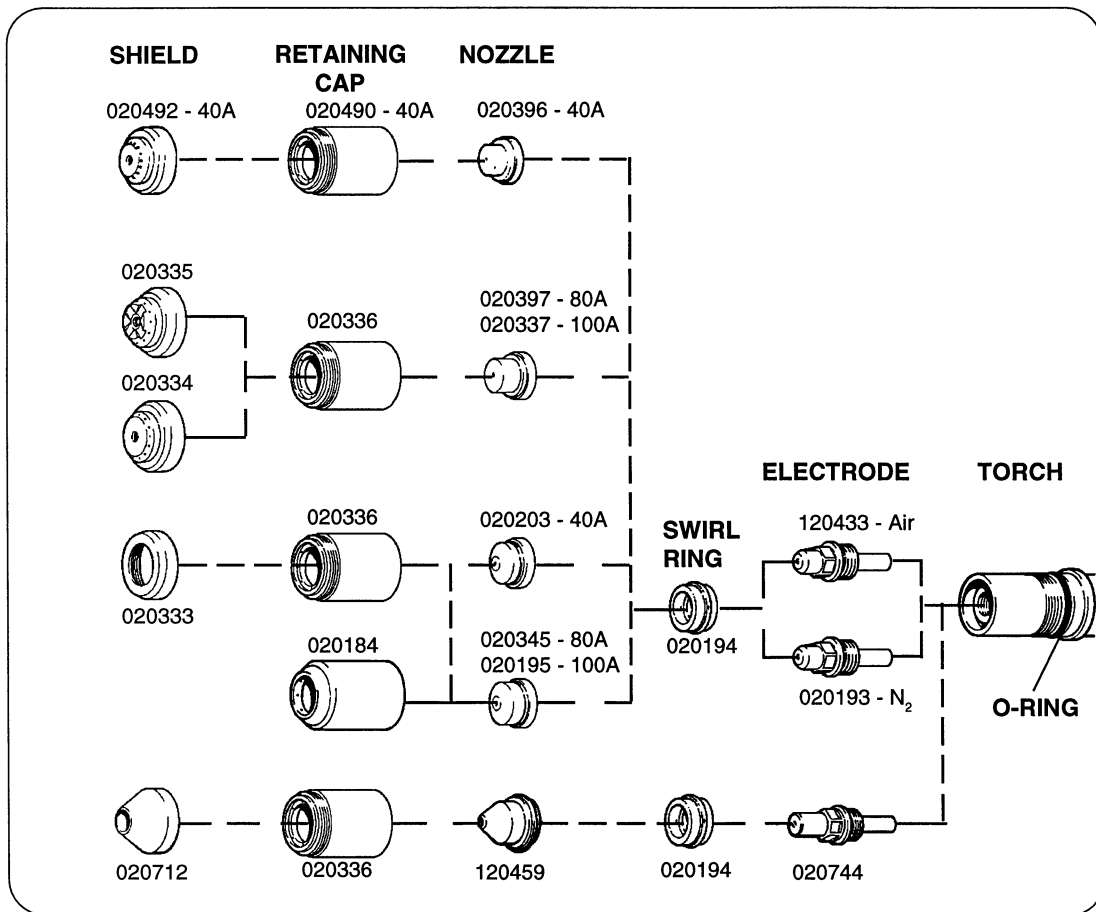 SHIELD
RETAINING
CAP
NOZZLE
020492 - 40A
020490 - 40A
020396 - 40A
020335
020336
020397 - 80A
020337 - 100A
020334
ELECTRODE
TORCH
020336
020203 - 40A
SWIRL
RING
120433 - Air
020333
020184
020345 - 80A
020195 - 100A
020194
020193 - N₂
O-RING
020712
020336
120459
020194
020744